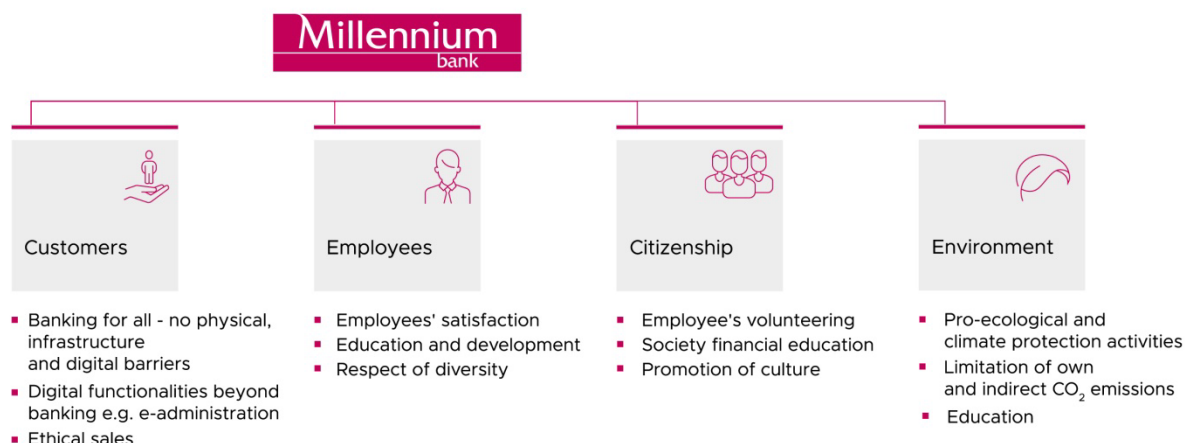 Millennium
bank
Customers
Employees
Citizenship
Environment
Banking for all - no physical,
infrastructure
and digital barriers
Digital functionalities beyond
banking e.g. e-administration
Ethical sales
Employees' satisfaction
Education and development
Respect of diversity
Employee's volunteering
Society financial education
Promotion of culture
Pro-ecological and
climate protection activities
Limitation of own
and indirect CO₂ emissions
Education